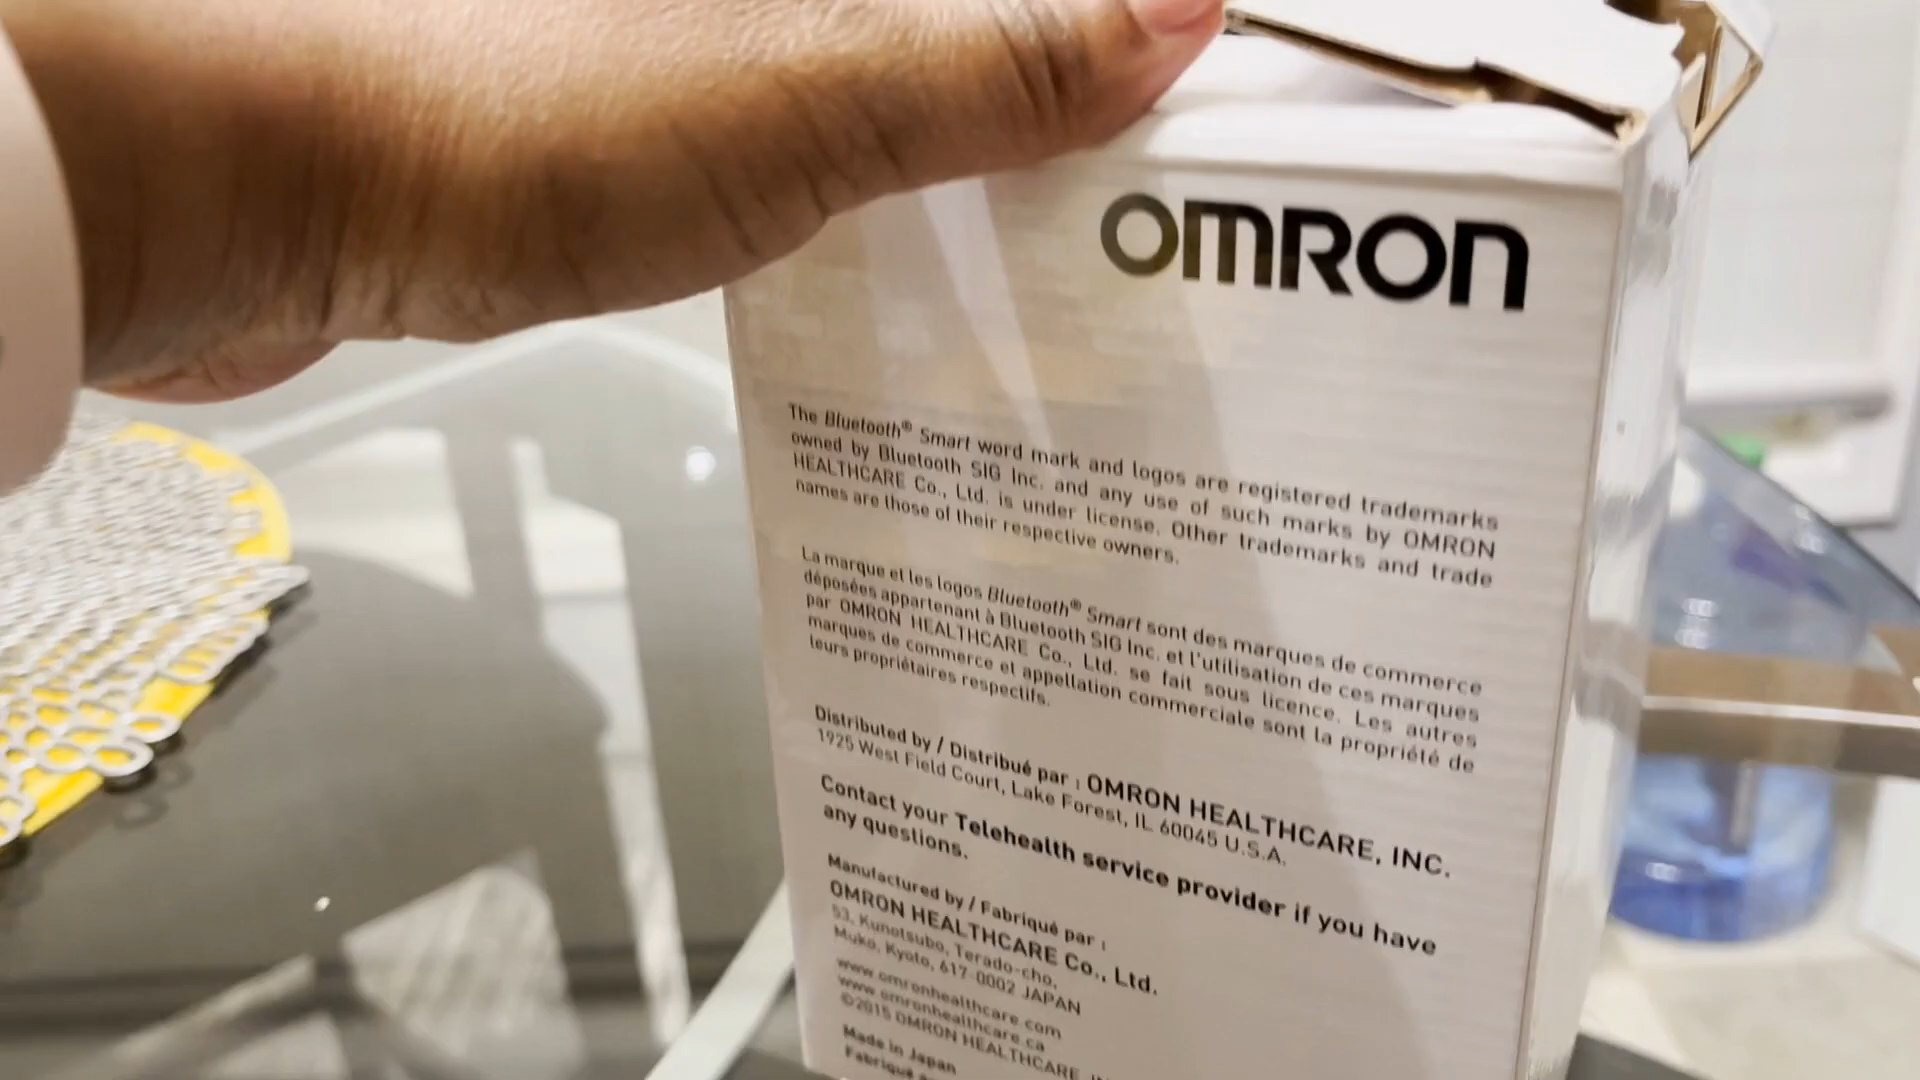 OMRON
The Bluetooth® Smart word mark and logos are registered trademarks
owned by Bluetooth SIG Inc. and any use of such marks by OMRON
HEALTHCARE Co., Ltd. is under license. Other trademarks and trade
names are those of their respective owners.
La marque et les logos Bluetooth® Smart sont des marques de commerce
déposées appartenant à Bluetooth SIG Inc. et l'utilisation de ces marques
par OMRON HEALTHCARE Co., Ltd. se fait sous licence. Les autres
marques de commerce et appellation commerciale sont la propriété de
leurs propriétaires respectifs.
Distributed by / Distribué par : OMRON HEALTHCARE, INC.
1925 West Field Court, Lake Forest, IL 60045 U.S.A.
Contact your Telehealth service provider if you have
any questions.
Manufactured by / Fabriqué par :
OMRON HEALTHCARE Co., Ltd.
53, Kunotsubo, Terado-cho,
Muko, Kyoto, 617-0002 JAPAN
www.omronhealthcare.com
www.omronhealthcare.ca
©2015 OMRON HEALTHCARE, IN
Made in Japan
Fabriqué